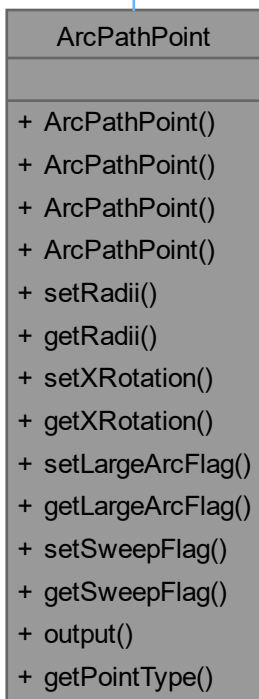 ArcPathPoint
+ ArcPathPoint()
+ ArcPathPoint()
+ ArcPathPoint()
+ ArcPathPoint()
+ setRadii()
+ getRadii()
+ setXRotation()
+ getXRotation()
+ setLargeArcFlag()
+ getLargeArcFlag()
+ setSweepFlag()
+ getSweepFlag()
+ output()
+ getPointType()